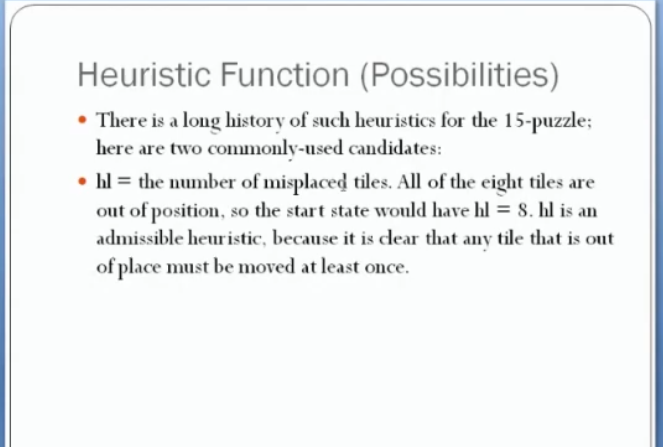 Heuristic Function (Possibilities)
• There is a long history of such heuristics for the 15-puzzle;
here are two commonly-used candidates:
• hl = the number of misplaced tiles. All of the eight tiles are
out of position, so the start state would have hl = 8. hl is an
admissible heuristic, because it is clear that any tile that is out
of place must be moved at least once.